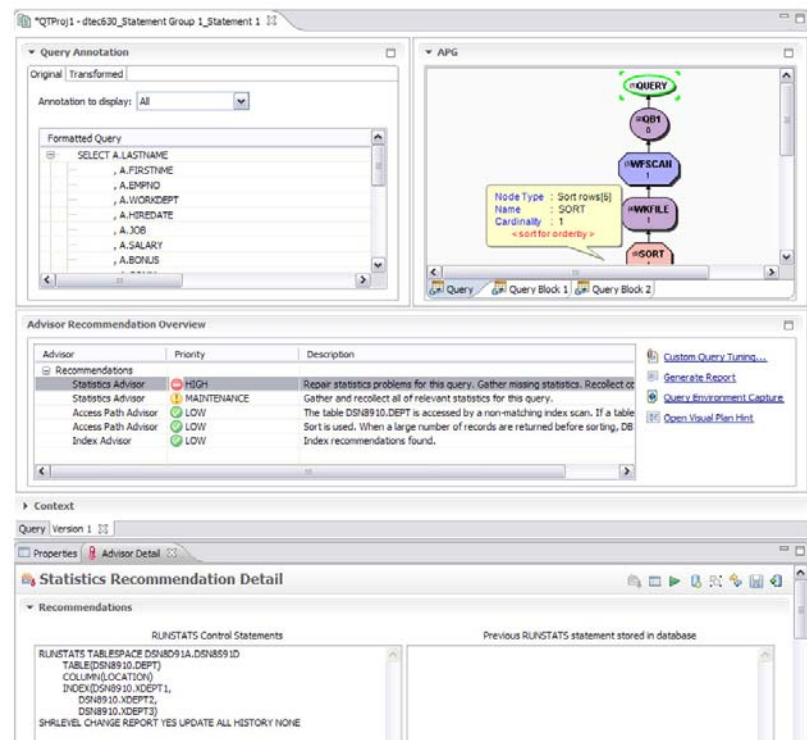 *QTProj1 - dtec630_Statement Group 1_Statement 1
Query Annotation
Original Transformed
Annotation to display: All
Formatted Query
SELECT A.LASTNAME
, A.FIRSTNME
, A.EMPNO
, A.WORKDEPT
, A.HIREDATE
, A.JOB
, A.SALARY
, A.BONUS
APG
QUERY
QB1
0
WFSCAN
1
WKFILE
1
SORT
Node Type : Sort rows[5]
Name : SORT
Cardinality : 1
<sort for orderby>
Query Query Block 1 Query Block 2
Advisor Recommendation Overview
Advisor Priority Description
Recommendations
Statistics Advisor HIGH Repair statistics problems for this query. Gather missing statistics. Recollect
Statistics Advisor MAINTENANCE Gather and recollect all of relevant statistics for this query.
Access Path Advisor LOW The table DSN8910.DEPT is accessed by a non-matching index scan. If a table
Access Path Advisor LOW Sort is used. When a large number of records are returned before sorting, DB
Index Advisor LOW Index recommendations found.
Custom Query Tuning...
Generate Report
Query Environment Capture
Open Visual Plan Hint
Context
Query Version 1
Properties Advisor Detail
Statistics Recommendation Detail
Recommendations
RUNSTATS Control Statements
RUNSTATS TABLESPACE DSN8D91A.DSN8S91D
TABLE(DSN8910.DEPT)
COLUMN(LOCATION)
INDEX(DSN8910.XDEPT1,
DSN8910.XDEPT2,
DSN8910.XDEPT3)
SHRLEVEL CHANGE REPORT YES UPDATE ALL HISTORY NONE
Previous RUNSTATS statement stored in database